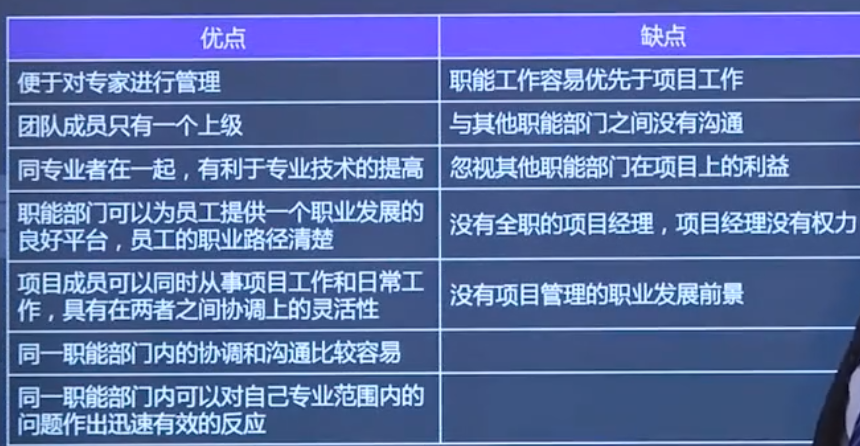 优点
缺点
便于对专家进行管理
职能工作容易优先于项目工作
团队成员只有一个上级
与其他职能部门之间没有沟通
同专业者在一起，有利于专业技术的提高
忽视其他职能部门在项目上的利益
职能部门可以为员工提供一个职业发展的
良好平台，员工的职业路径清楚
没有全职的项目经理，项目经理没有权力
项目成员可以同时从事项目工作和日常工
作，具有在两者之间协调上的灵活性
没有项目管理的职业发展前景
同一职能部门内的协调和沟通比较容易
同一职能部门内可以对自己专业范围内的
问题作出迅速有效的反应